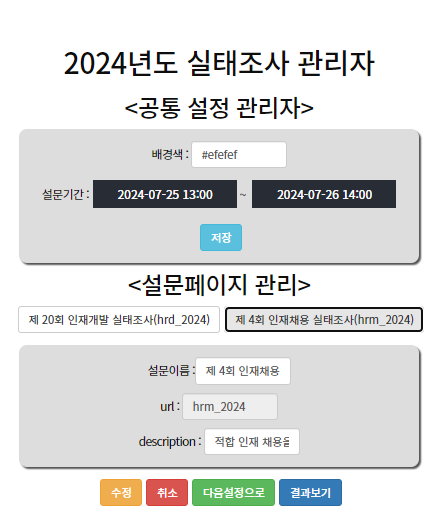 2024년도 실태조사 관리자
<공통 설정 관리자>
배경색 : #efefef
설문기간 : 2024-07-25 13:00 ~ 2024-07-26 14:00
저장
<설문페이지 관리>
제 20회 인재개발 실태조사(hrd_2024) 제 4회 인재채용 실태조사(hrm_2024)
설문이름 : 제 4회 인재채용
url : hrm_2024
description : 적합 인재 채용을
수정 취소 다음설정으로 결과보기